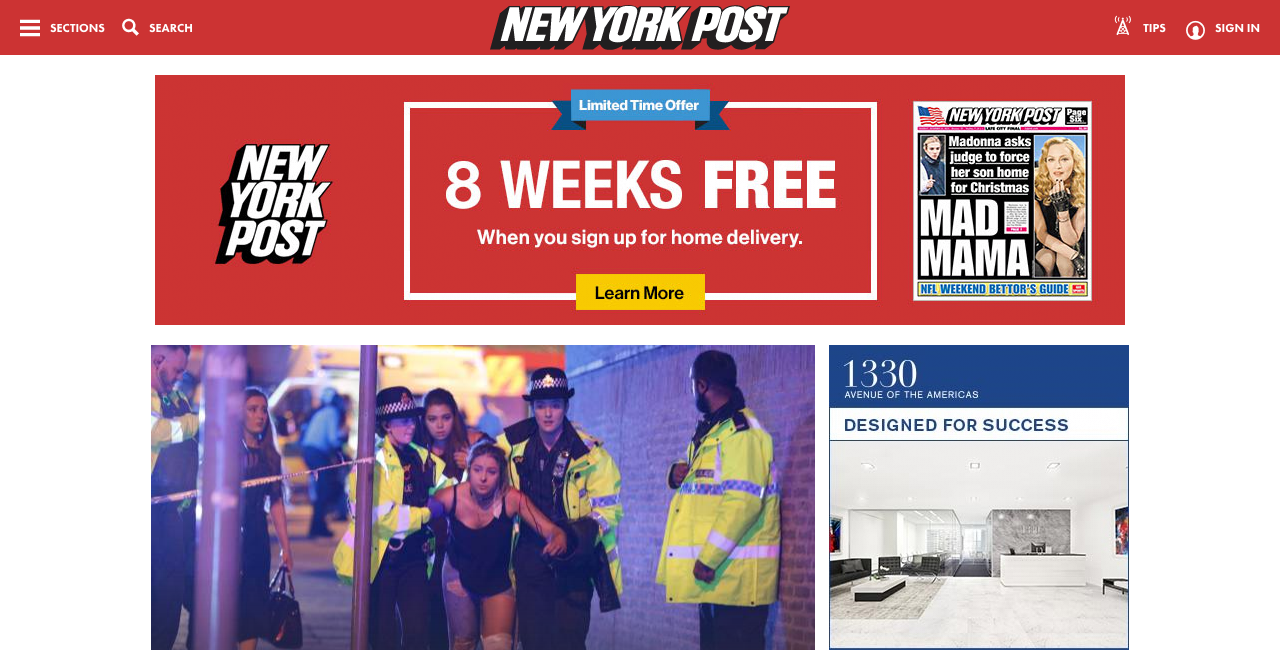 SECTIONS
SEARCH
NEW YORK POST
TIPS
SIGN IN
NEW
YORK
POST
Limited Time Offer
8 WEEKS FREE
When you sign up for home delivery.
Learn More
NEW YORK POST
Page
Six
LATE CITY FINAL
Madonna asks
judge to force
her son home
for Christmas
MAD
MAMA
NFL WEEKEND BETTOR'S GUIDE
1330
AVENUE OF THE AMERICAS
DESIGNED FOR SUCCESS